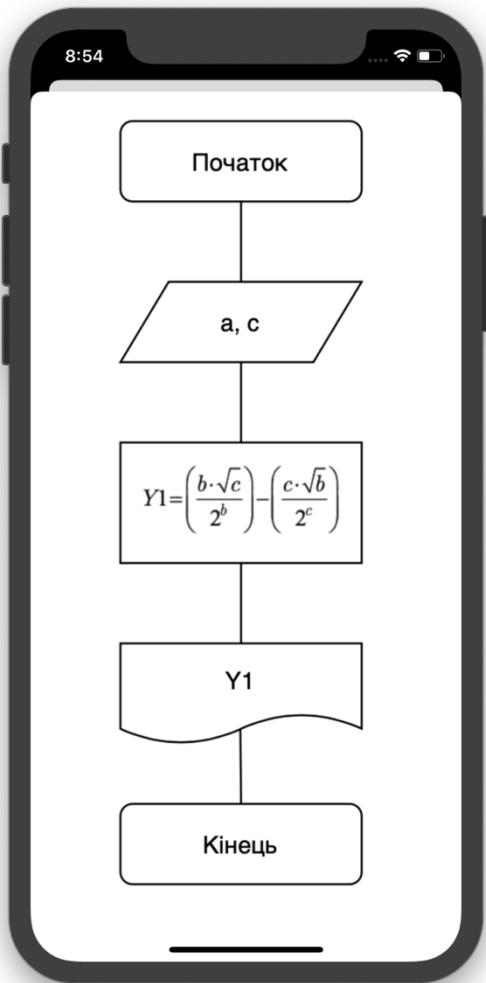 8:54
Початок
a, c
Y1=(b·√c/2^b)−(c·√b/2^c)
Y1
Кінець